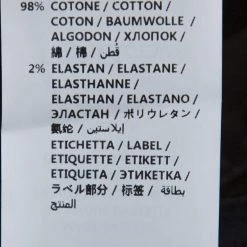 98% COTONE / COTTON /
COTON / BAUMWOLLE /
ALGODON / ХЛОПОК /
綿 / 棉 / قُطن /
2% ELASTAN / ELASTANE /
ELASTHANNE /
ELASTHAN / ELASTANO /
ЭЛАСТАН / ポリウレタン /
氨纶 / إيلاستين /
ETICHETTA / LABEL /
ETIQUETTE / ETIKETT /
ETIQUETA / ЭТИКЕТКА /
ラベル部分 / 标签 / بطاقة
المنتج